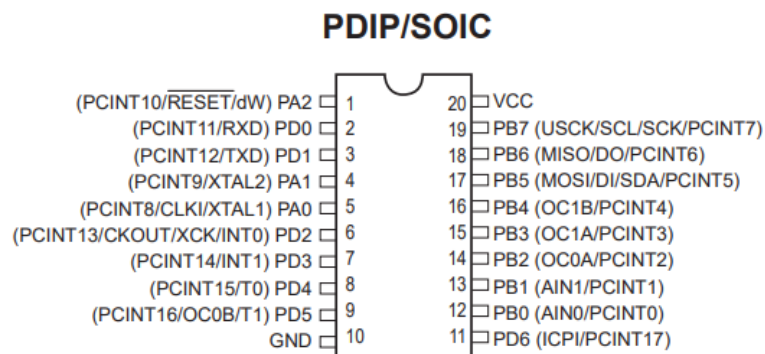 PDIP/SOIC
(PCINT10/RESET/dW) PA2 1 20 VCC
(PCINT11/RXD) PD0 2 19 PB7 (USCK/SCL/SCK/PCINT7)
(PCINT12/TXD) PD1 3 18 PB6 (MISO/DO/PCINT6)
(PCINT9/XTAL2) PA1 4 17 PB5 (MOSI/DI/SDA/PCINT5)
(PCINT8/CLKI/XTAL1) PA0 5 16 PB4 (OC1B/PCINT4)
(PCINT13/CKOUT/XCK/INT0) PD2 6 15 PB3 (OC1A/PCINT3)
(PCINT14/INT1) PD3 7 14 PB2 (OC0A/PCINT2)
(PCINT15/T0) PD4 8 13 PB1 (AIN1/PCINT1)
(PCINT16/OC0B/T1) PD5 9 12 PB0 (AIN0/PCINT0)
GND 10 11 PD6 (ICPI/PCINT17)